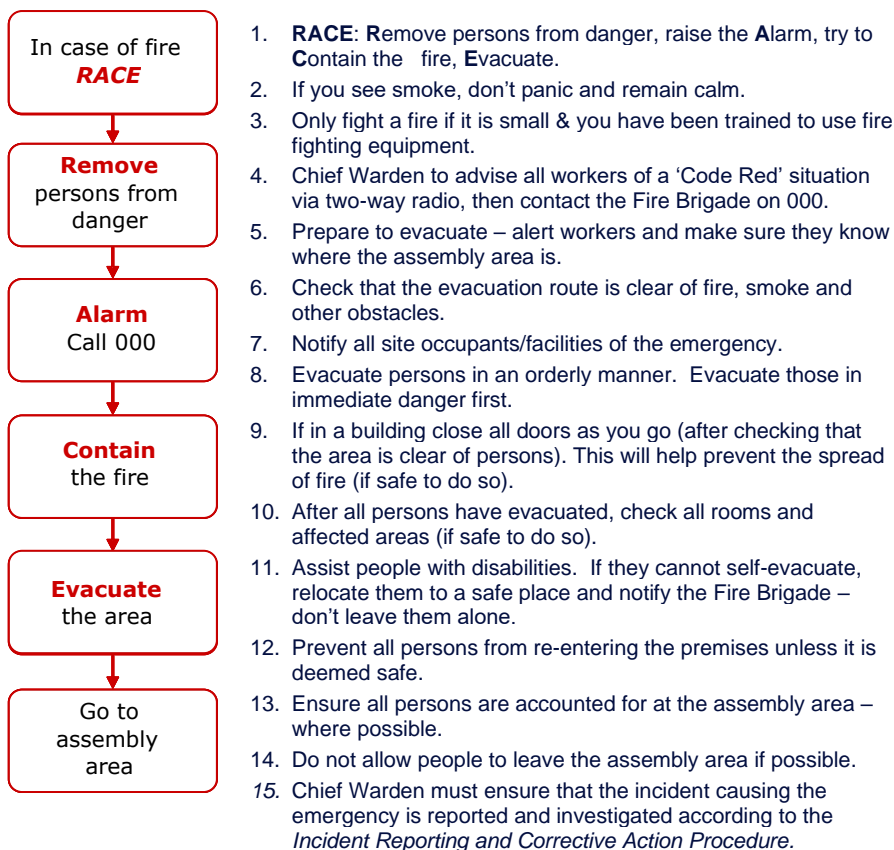 In case of fire
RACE
Remove
persons from
danger
Alarm
Call 000
Contain
the fire
Evacuate
the area
Go to
assembly
area
1. RACE: Remove persons from danger, raise the Alarm, try to
Contain the fire, Evacuate.
2. If you see smoke, don't panic and remain calm.
3. Only fight a fire if it is small & you have been trained to use fire
fighting equipment.
4. Chief Warden to advise all workers of a ‘Code Red’ situation
via two-way radio, then contact the Fire Brigade on 000.
5. Prepare to evacuate – alert workers and make sure they know
where the assembly area is.
6. Check that the evacuation route is clear of fire, smoke and
other obstacles.
7. Notify all site occupants/facilities of the emergency.
8. Evacuate persons in an orderly manner. Evacuate those in
immediate danger first.
9. If in a building close all doors as you go (after checking that
the area is clear of persons). This will help prevent the spread
of fire (if safe to do so).
10. After all persons have evacuated, check all rooms and
affected areas (if safe to do so).
11. Assist people with disabilities. If they cannot self-evacuate,
relocate them to a safe place and notify the Fire Brigade –
don't leave them alone.
12. Prevent all persons from re-entering the premises unless it is
deemed safe.
13. Ensure all persons are accounted for at the assembly area –
where possible.
14. Do not allow people to leave the assembly area if possible.
15. Chief Warden must ensure that the incident causing the
emergency is reported and investigated according to the
Incident Reporting and Corrective Action Procedure.